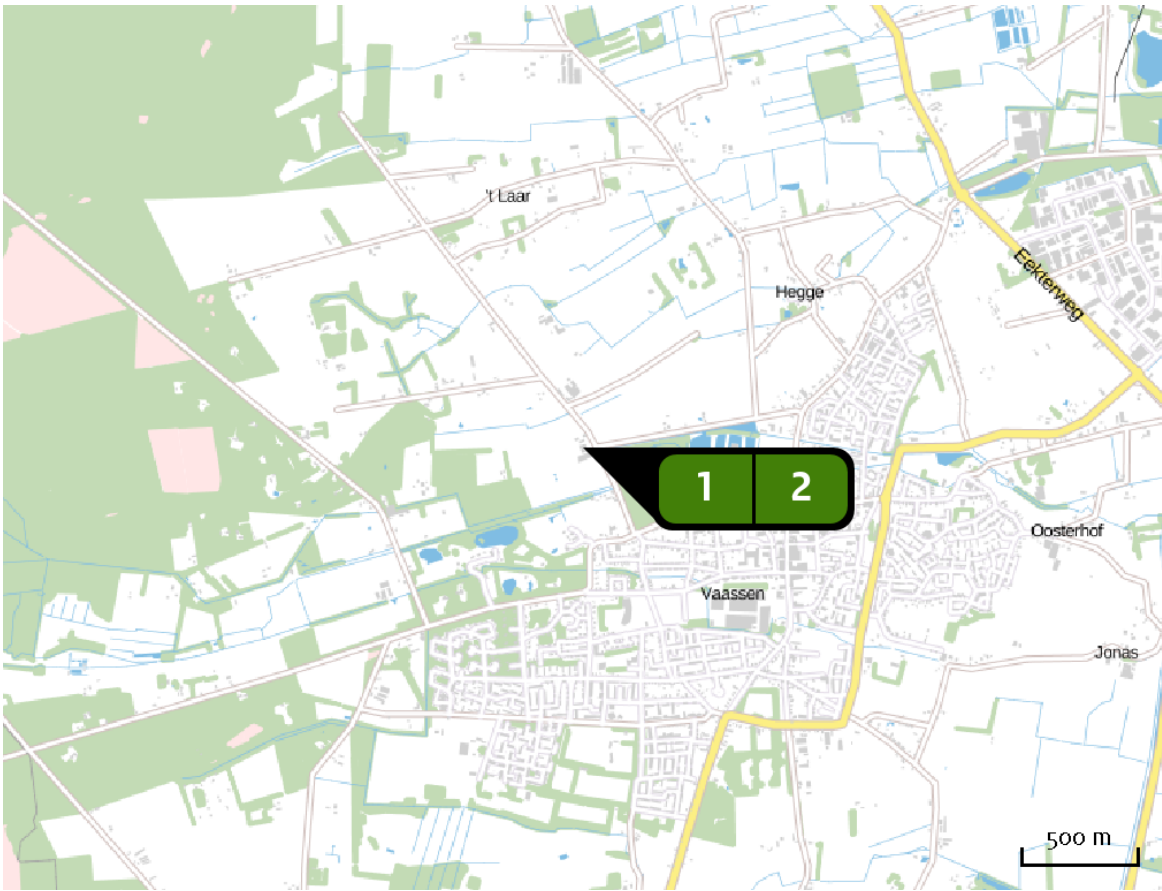 't Laar
Eekterweg
Hegge
1 2
Oosterhof
Vaassen
Jonas
500 m